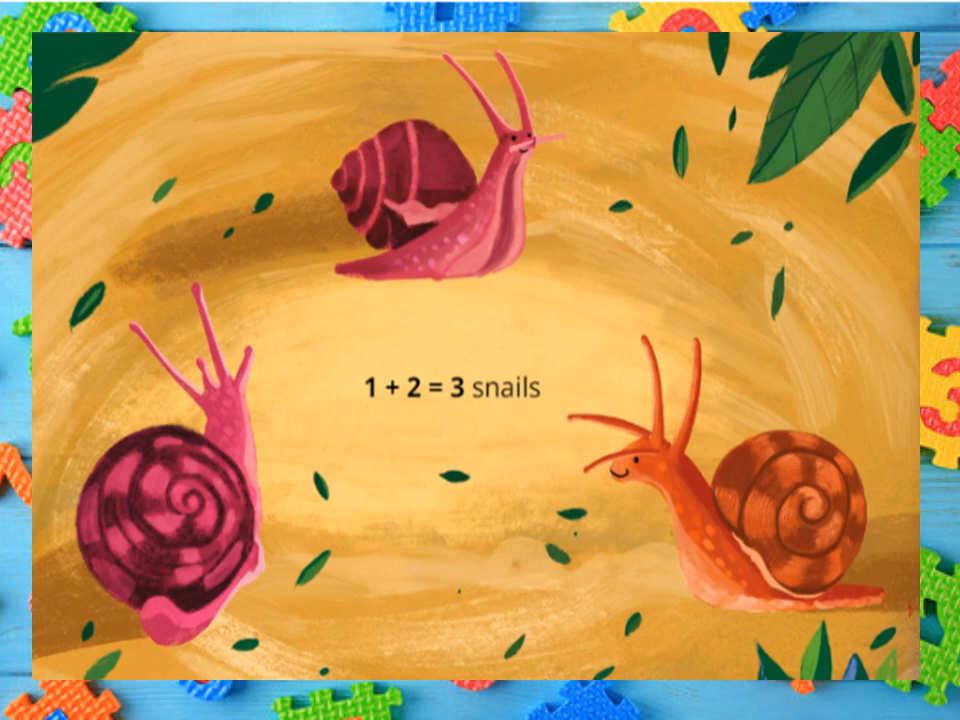 1 + 2 = 3 snails